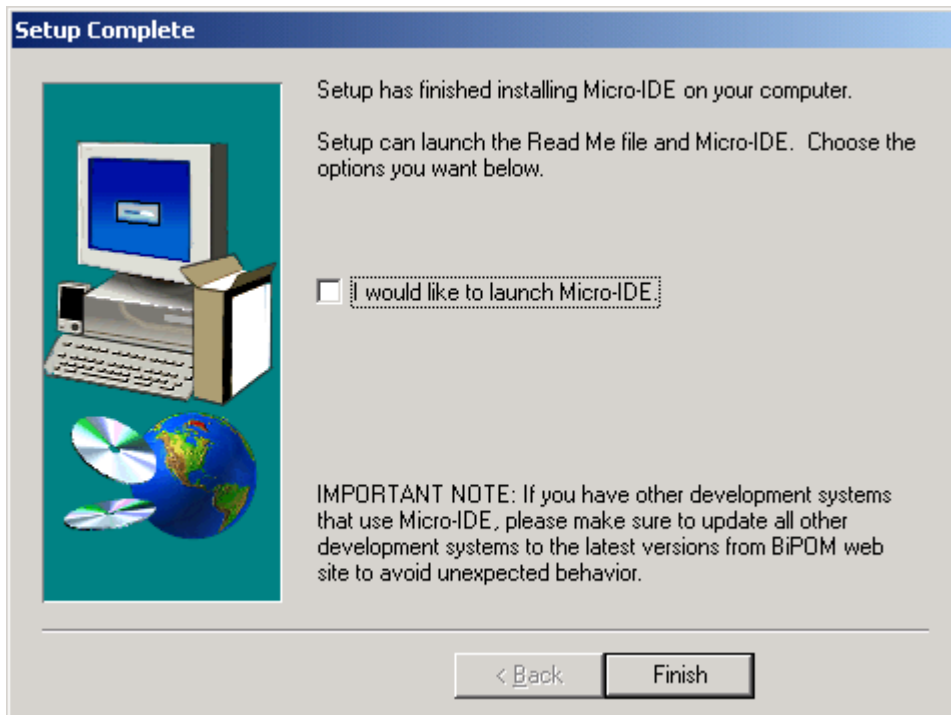 Setup Complete
Setup has finished installing Micro-IDE on your computer.
Setup can launch the Read Me file and Micro-IDE.  Choose the
options you want below.
I would like to launch Micro-IDE.
IMPORTANT NOTE: If you have other development systems
that use Micro-IDE, please make sure to update all other
development systems to the latest versions from BiPOM web
site to avoid unexpected behavior.
< Back
Finish